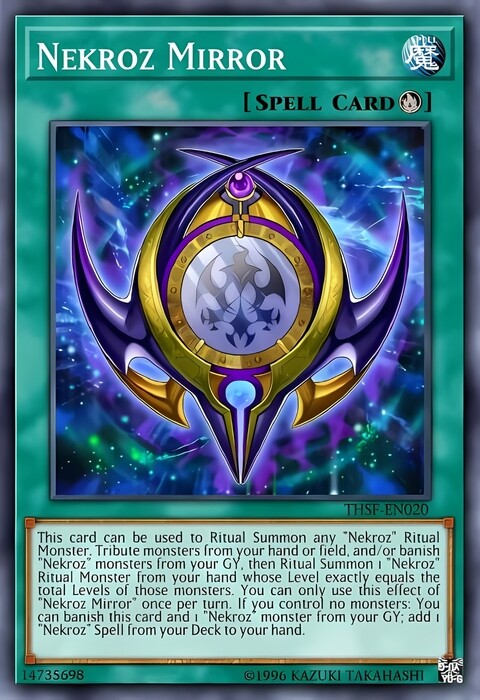 NEKROZ MIRROR
[SPELL CARD]
THSF-EN020
This card can be used to Ritual Summon any "Nekroz" Ritual
Monster. Tribute monsters from your hand or field, and/or banish
"Nekroz" monsters from your GY, then Ritual Summon 1 "Nekroz"
Ritual Monster from your hand whose Level exactly equals the
total Levels of those monsters. You can only use this effect of
"Nekroz Mirror" once per turn. If you control no monsters: You
can banish this card and 1 "Nekroz" monster from your GY; add 1
"Nekroz" Spell from your Deck to your hand.
14735698
©1996 KAZUKI TAKAHASHI